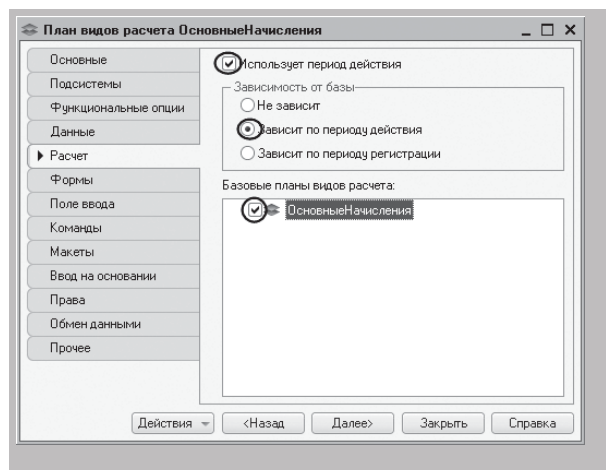 План видов расчета ОсновныеНачисления
Основные
Подсистемы
Функциональные опции
Данные
Расчет
Формы
Поле ввода
Команды
Макеты
Ввод на основании
Права
Обмен данными
Прочее
Использует период действия
Зависимость от базы
Не зависит
Зависит по периоду действия
Зависит по периоду регистрации
Базовые планы видов расчета:
ОсновныеНачисления
Действия
<Назад
Далее>
Закрыть
Справка